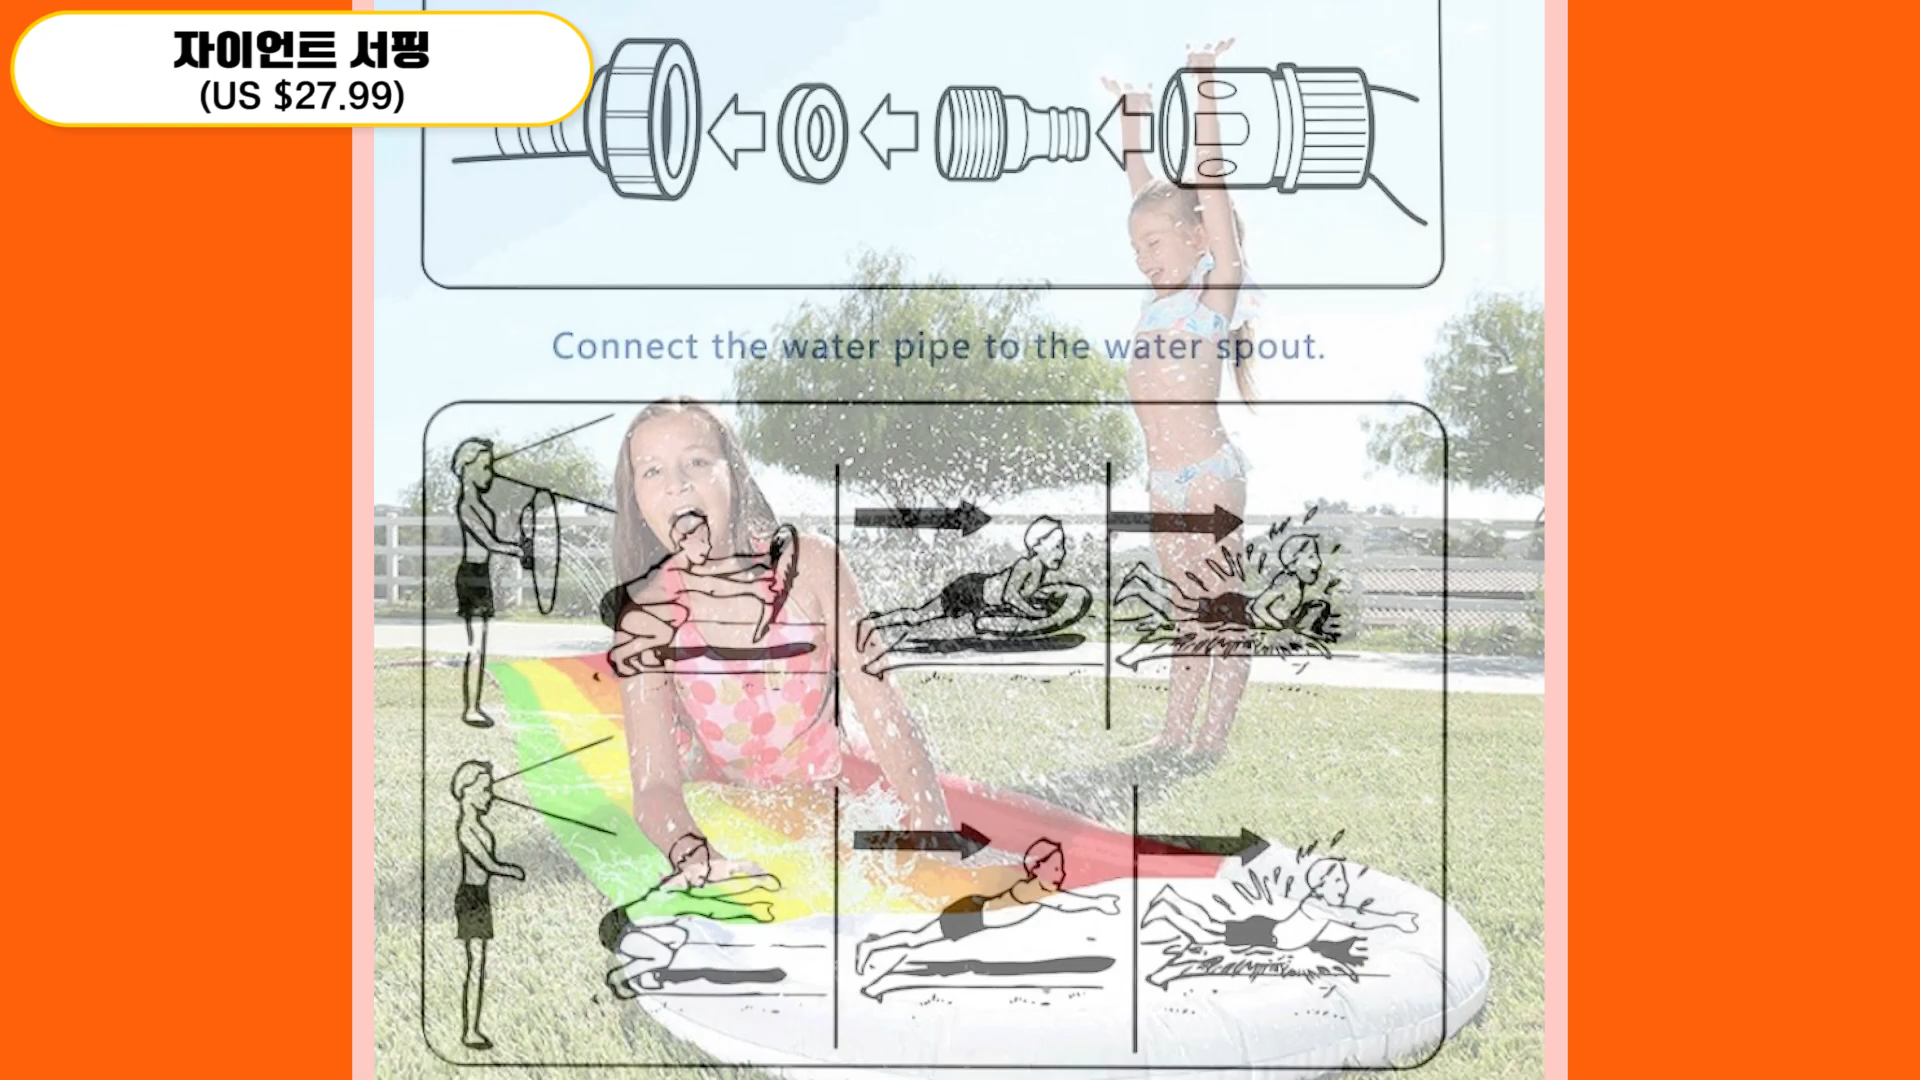 자이언트 서핑
(US $27.99)
Connect the water pipe to the water spout.